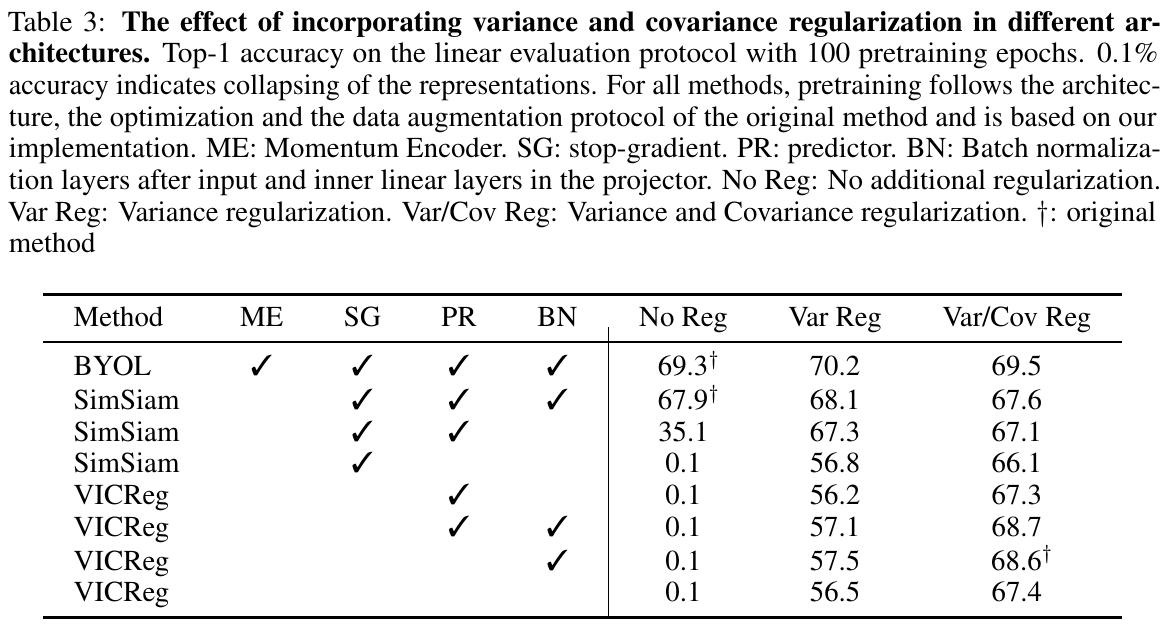 Table 3: The effect of incorporating variance and covariance regularization in different ar-
chitectures. Top-1 accuracy on the linear evaluation protocol with 100 pretraining epochs. 0.1%
accuracy indicates collapsing of the representations. For all methods, pretraining follows the architec-
ture, the optimization and the data augmentation protocol of the original method and is based on our
implementation. ME: Momentum Encoder. SG: stop-gradient. PR: predictor. BN: Batch normaliza-
tion layers after input and inner linear layers in the projector. No Reg: No additional regularization.
Var Reg: Variance regularization. Var/Cov Reg: Variance and Covariance regularization. †: original
method
Method ME SG PR BN No Reg Var Reg Var/Cov Reg
BYOL ✓ ✓ ✓ ✓ 69.3† 70.2 69.5
SimSiam ✓ ✓ ✓ 67.9† 68.1 67.6
SimSiam ✓ ✓ 35.1 67.3 67.1
SimSiam ✓ 0.1 56.8 66.1
VICReg ✓ 0.1 56.2 67.3
VICReg ✓ ✓ 0.1 57.1 68.7
VICReg ✓ 0.1 57.5 68.6†
VICReg 0.1 56.5 67.4